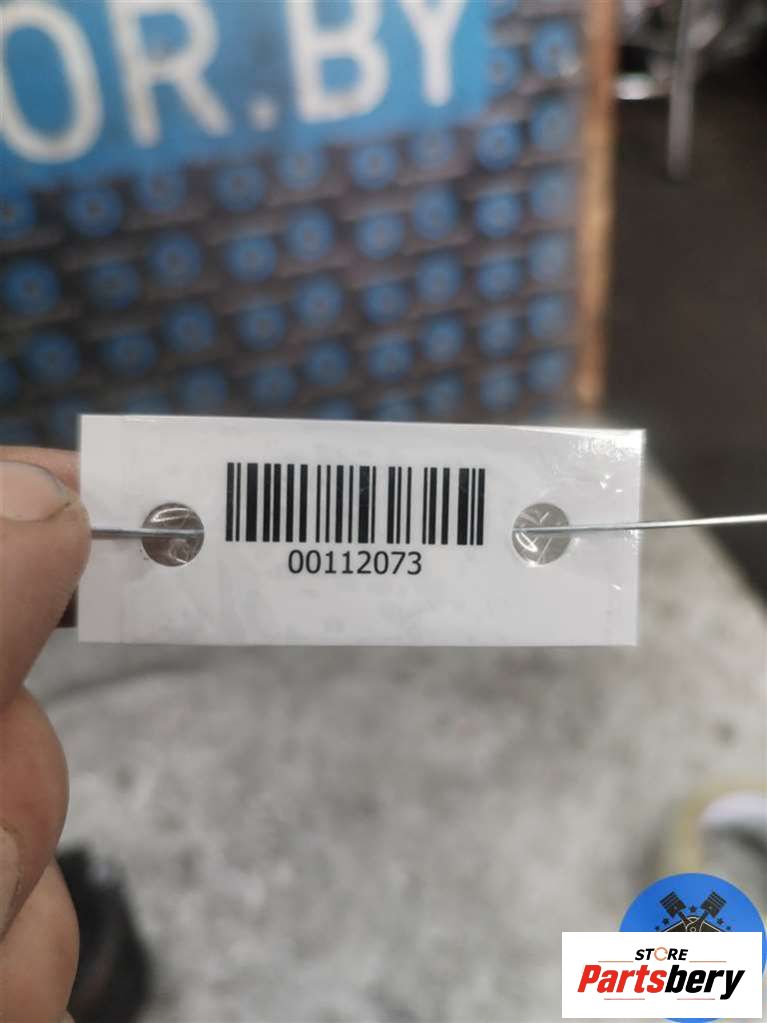 OR.BY
00112073
STORE
Partsbery